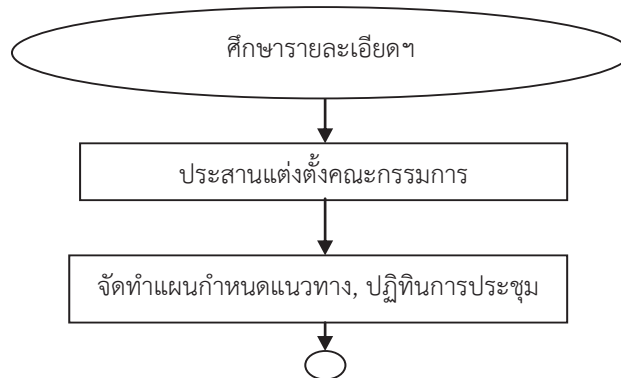 ศึกษารายละเอียดฯ
ประสานแต่งตั้งคณะกรรมการ
จัดทำแผนกำหนดแนวทาง, ปฏิทินการประชุม